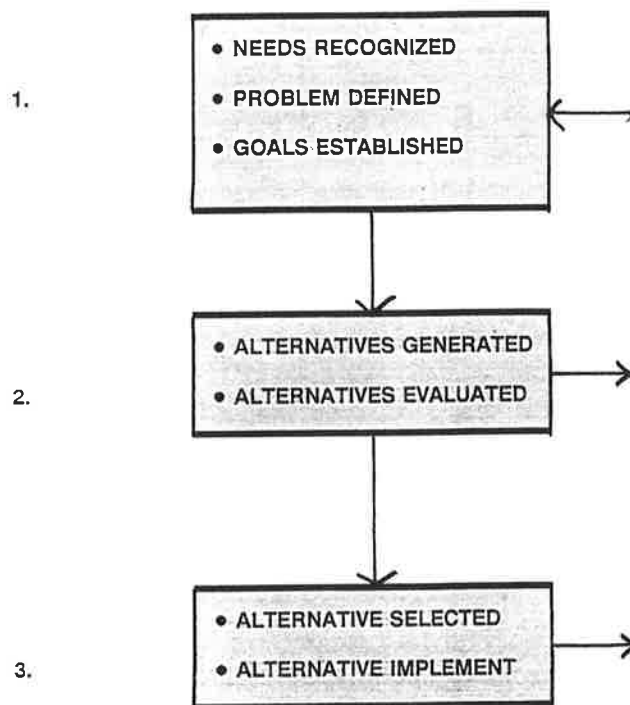 ● NEEDS RECOGNIZED
1.
● PROBLEM DEFINED
● GOALS ESTABLISHED
● ALTERNATIVES GENERATED
2.
● ALTERNATIVES EVALUATED
● ALTERNATIVE SELECTED
3.
● ALTERNATIVE IMPLEMENT